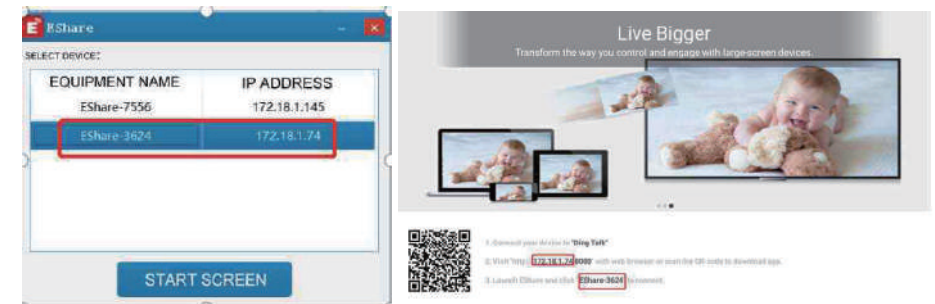 EShare
SELECT DEVICE:
EQUIPMENT NAME IP ADDRESS
EShare-7556 172.18.1.145
EShare-3624 172.18.1.74
START SCREEN
Live Bigger
Transform the way you control and engage with large-screen devices.
1. Connect your device to "Ding Talk"
2. Visit "http://172.18.1.74:8000" with web browser or scan the QR code to download app.
3. Launch EShare and click "EShare-3624" to connect.